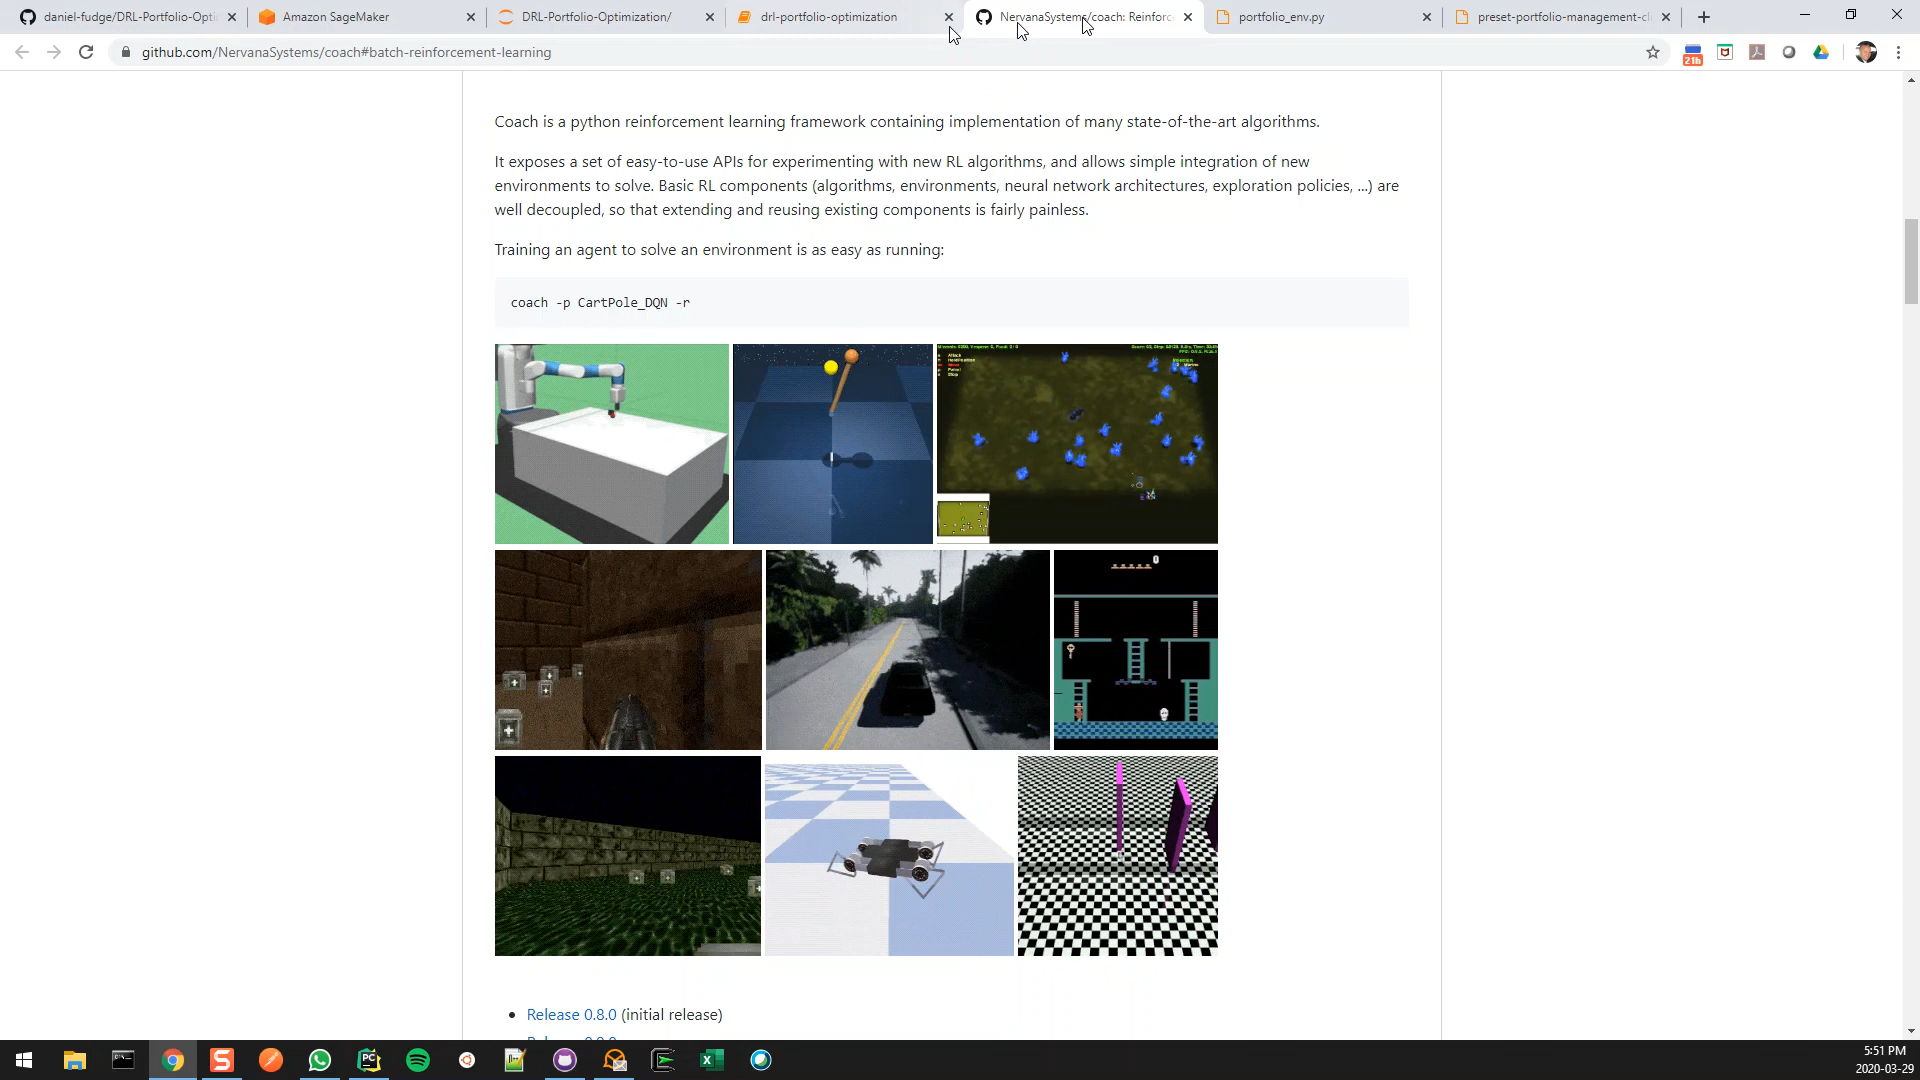 daniel-fudge/DRL-Portfolio-Opti
Amazon SageMaker
DRL-Portfolio-Optimization/
drl-portfolio-optimization
NervanaSystems/coach: Reinforc
portfolio_env.py
preset-portfolio-management-cl
github.com/NervanaSystems/coach#batch-reinforcement-learning
21h
Coach is a python reinforcement learning framework containing implementation of many state-of-the-art algorithms.
It exposes a set of easy-to-use APIs for experimenting with new RL algorithms, and allows simple integration of new
environments to solve. Basic RL components (algorithms, environments, neural network architectures, exploration policies, ...) are
well decoupled, so that extending and reusing existing components is fairly painless.
Training an agent to solve an environment is as easy as running:
coach -p CartPole_DQN -r
Release 0.8.0 (initial release)
5:51 PM
2020-03-29